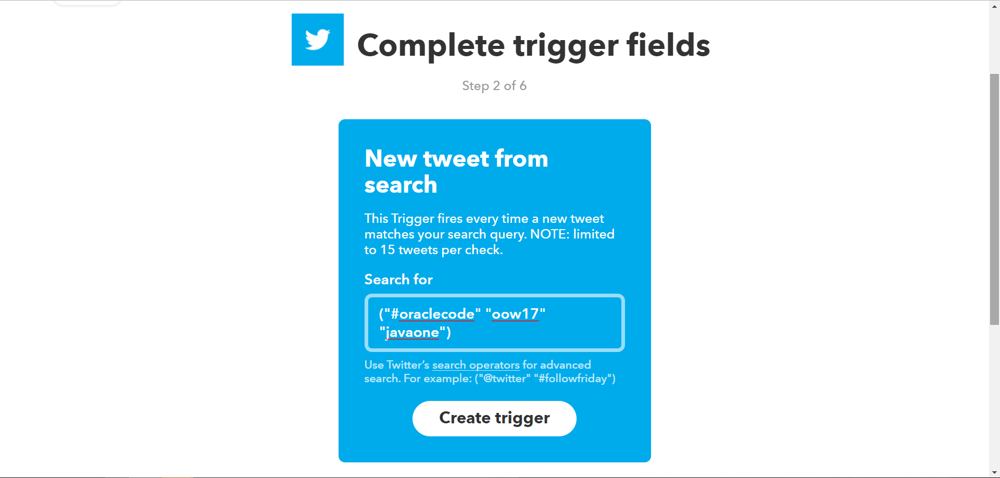 Complete trigger fields
Step 2 of 6
New tweet from
search
This Trigger fires every time a new tweet
matches your search query. NOTE: limited
to 15 tweets per check.
Search for
("#oraclecode" "oow17"
"javaone")
Use Twitter’s search operators for advanced
search. For example: ("@twitter" "#followfriday")
Create trigger